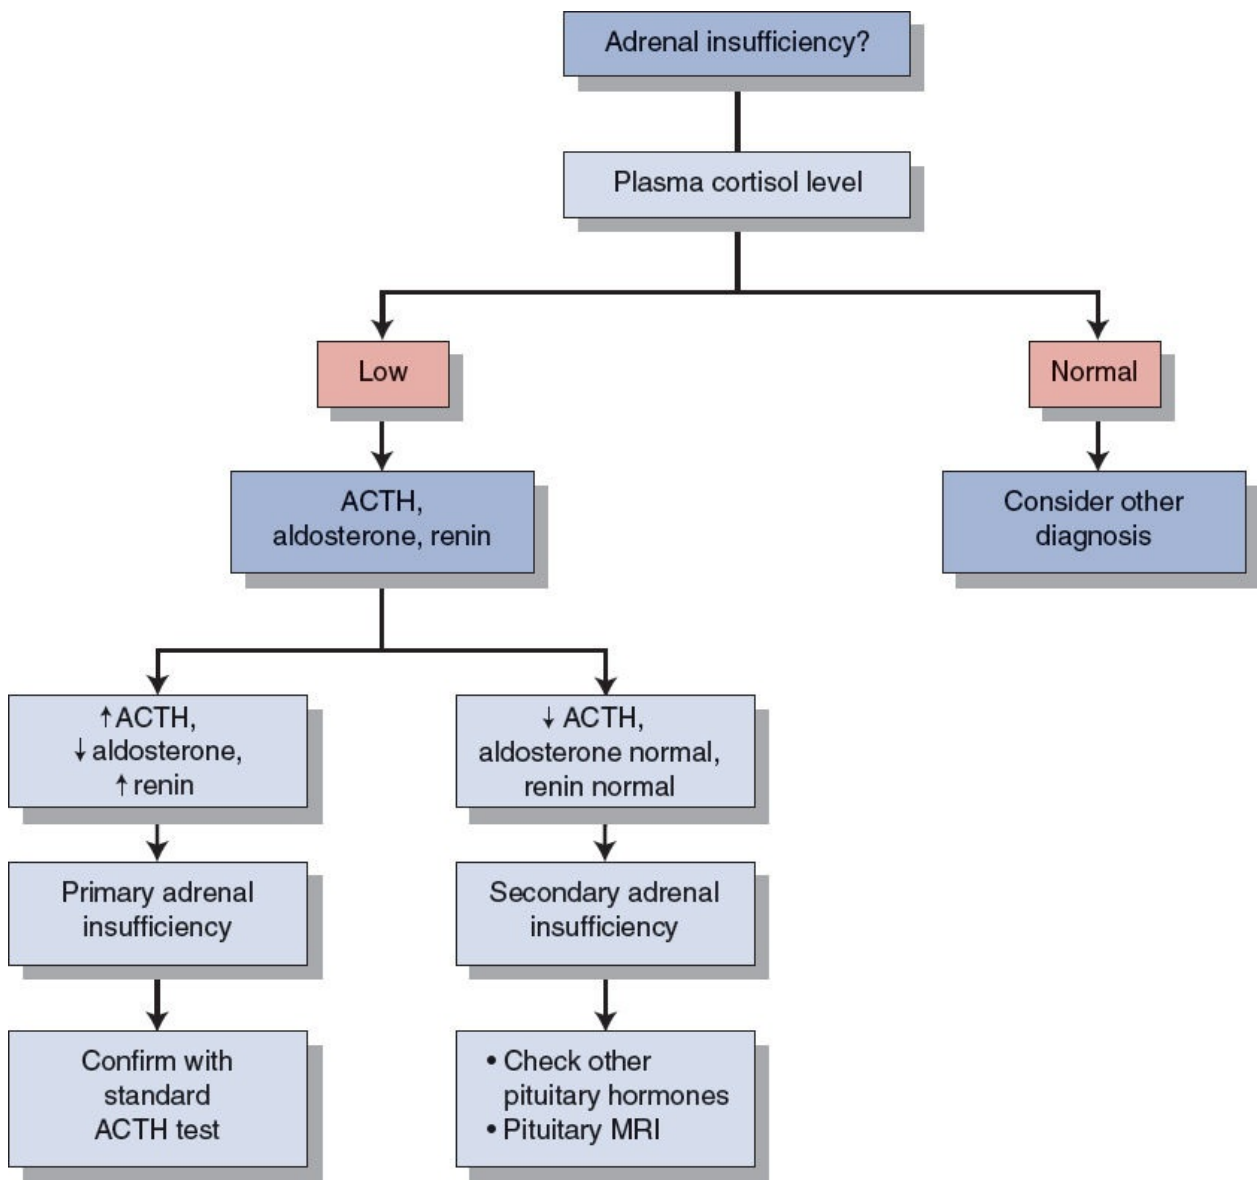 Adrenal insufficiency?
Plasma cortisol level
Low
Normal
ACTH,
aldosterone, renin
Consider other
diagnosis
↑ACTH,
↓ aldosterone,
↑ renin
↓ ACTH,
aldosterone normal,
renin normal
Primary adrenal
insufficiency
Secondary adrenal
insufficiency
Confirm with
standard
ACTH test
• Check other
pituitary hormones
• Pituitary MRI